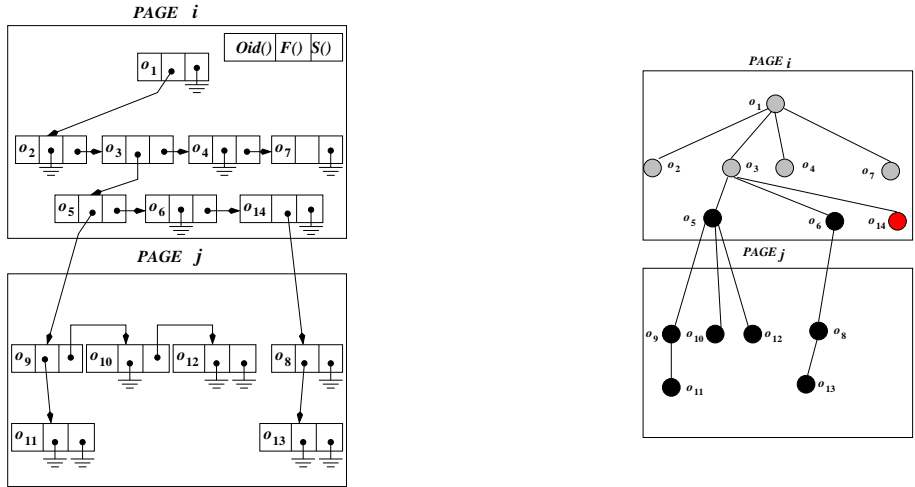 PAGE i
Oid() F() S()
o1
o2 o3 o4 o7
o5 o6 o14
PAGE j
o9 o10 o12 o8
o11 o13
PAGE i
o1
o2 o3 o4 o7
o5 o6 o14
PAGE j
o9 o10 o12 o8
o11 o13